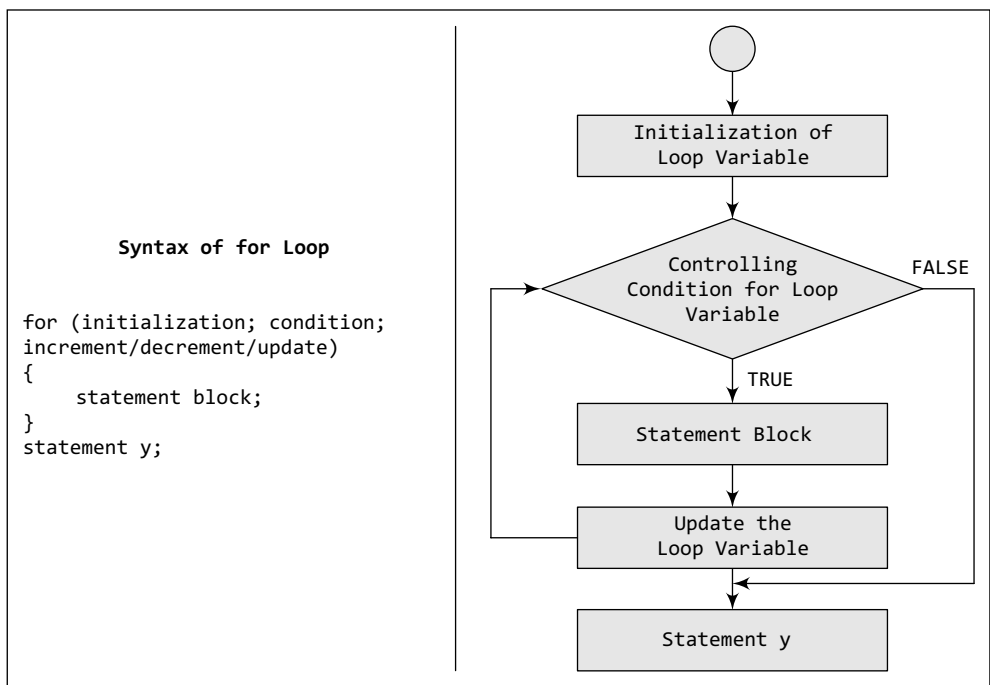 Syntax of for Loop
for (initialization; condition;
increment/decrement/update)
{
statement block;
}
statement y;
Initialization of
Loop Variable
Controlling
Condition for Loop
Variable
FALSE
TRUE
Statement Block
Update the
Loop Variable
Statement y